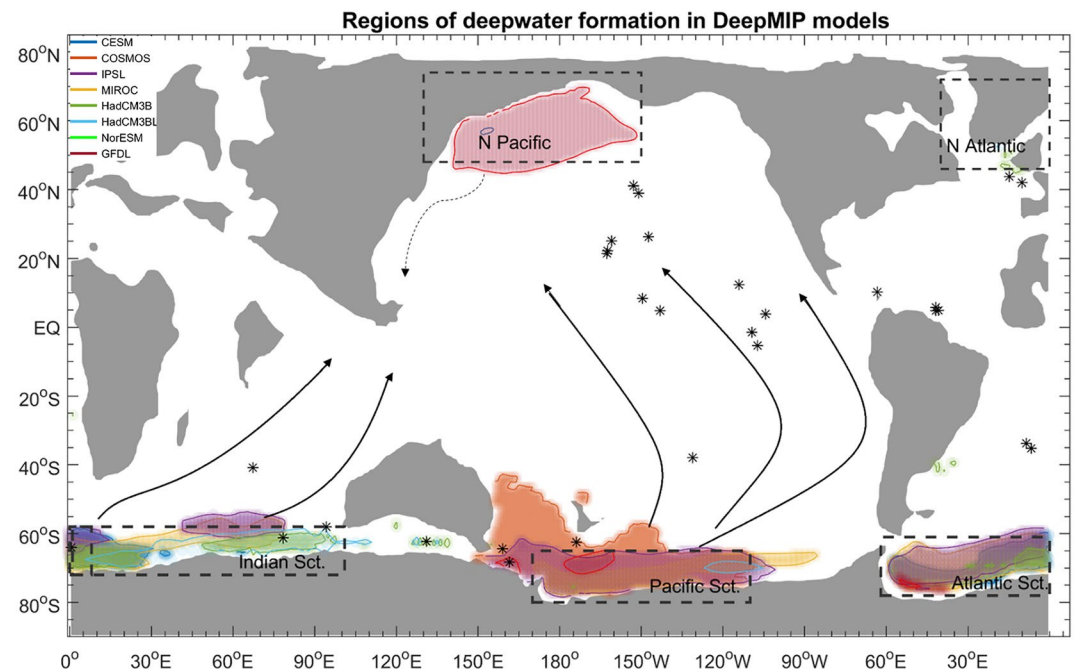 Regions of deepwater formation in DeepMIP models
CESM
COSMOS
IPSL
MIROC
HadCM3B
HadCM3BL
NorESM
GFDL
80°N
60°N
40°N
20°N
EQ
20°S
40°S
60°S
80°S
N Pacific
N Atlantic
Indian Sct.
Pacific Sct.
Atlantic Sct.
0° 30°E 60°E 90°E 120°E 150°E 180° 150°W 120°W 90°W 60°W 30°W